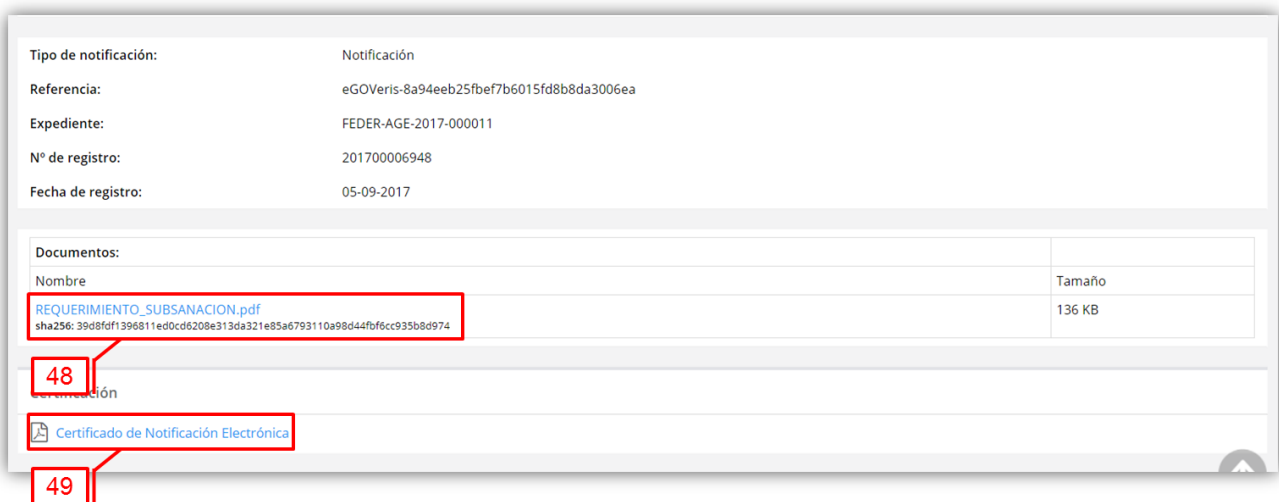 Tipo de notificación: Notificación
Referencia: eGOVeris-8a94eeb25fbef7b6015fd8b8da3006ea
Expediente: FEDER-AGE-2017-000011
Nº de registro: 201700006948
Fecha de registro: 05-09-2017
Documentos:
Nombre Tamaño
REQUERIMIENTO_SUBSANACION.pdf 136 KB
sha256: 39d8fdf1396811ed0cd6208e313da321e85a6793110a98d44fbf6cc935b8d974
48
Certificación
Certificado de Notificación Electrónica
49